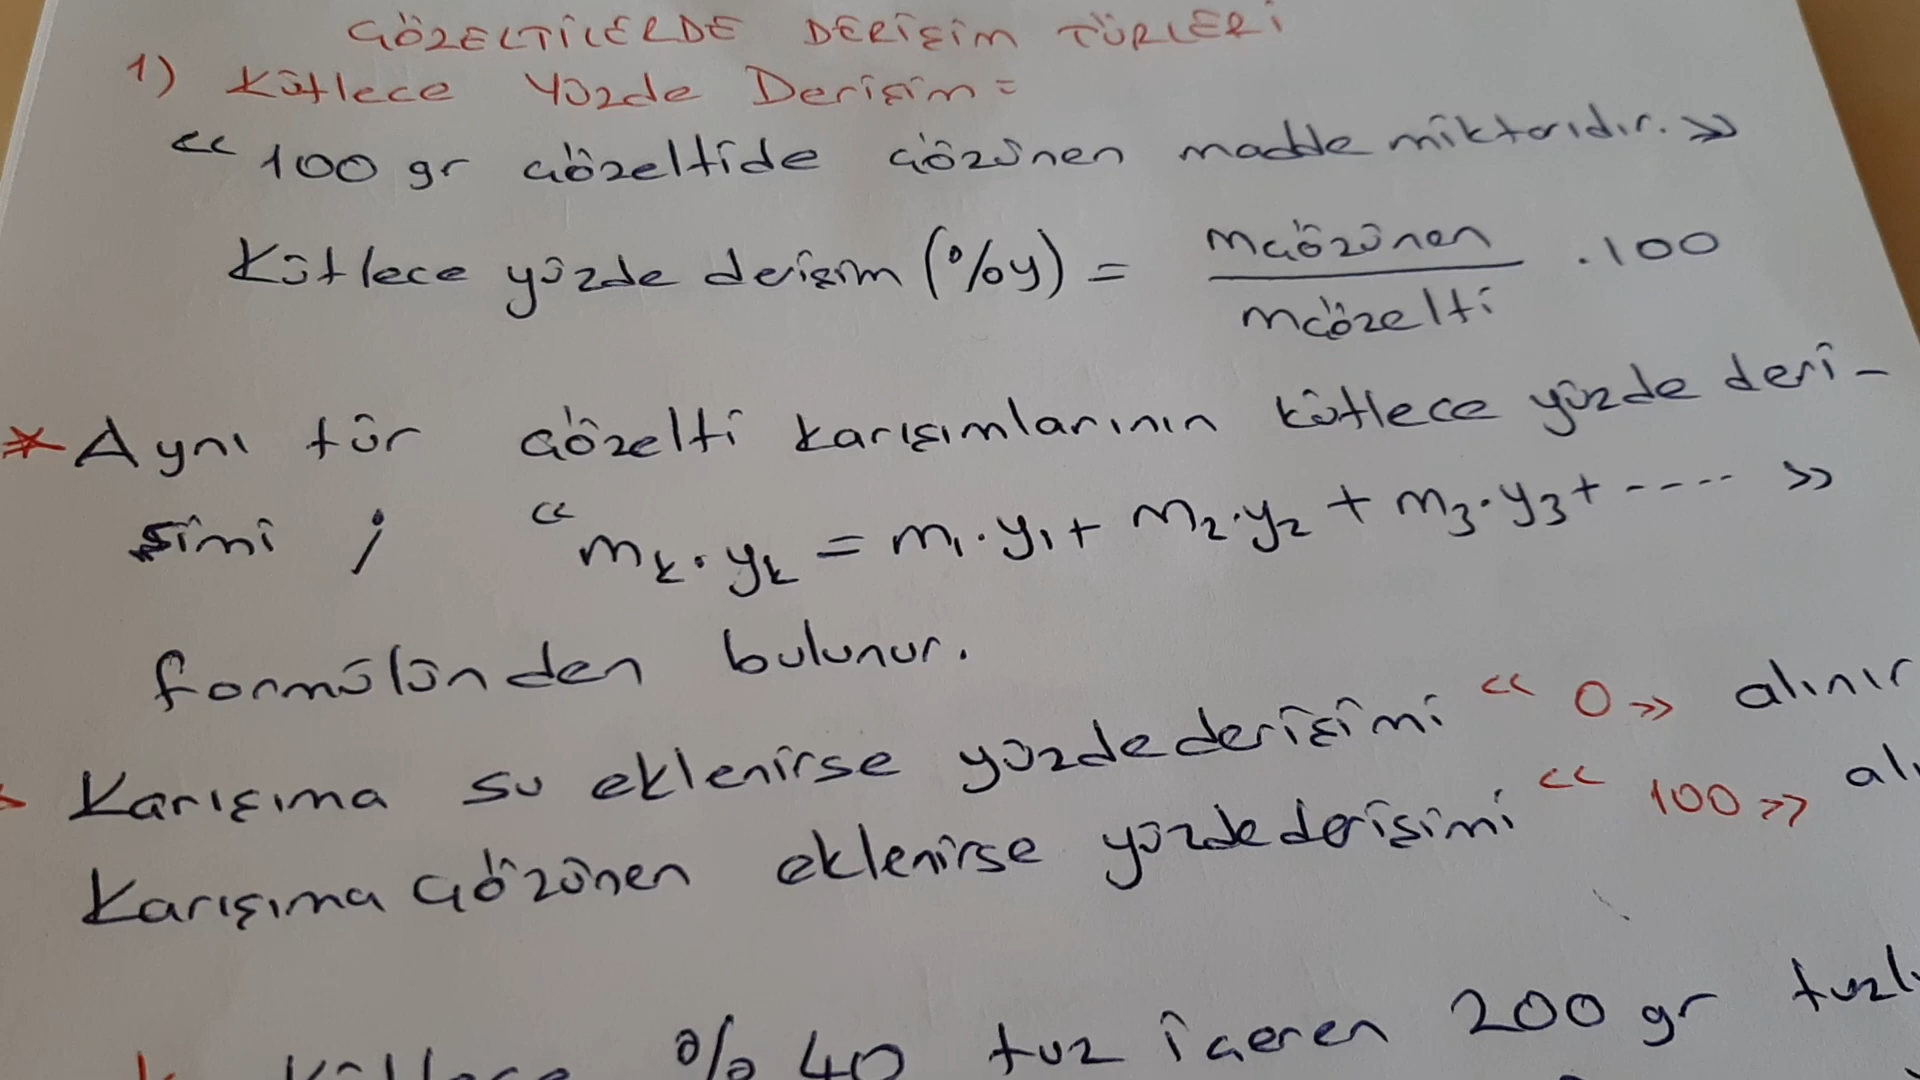 ÇÖZELTİLERDE DERİŞİM TÜRLERİ
1) Kütlece Yüzde Derişim =
<< 100 gr çözeltide çözünen madde miktarıdır. >>
Kütlece yüzde derişim (%y) = mçözünen / mçözelti . 100
* Aynı tür çözelti karışımlarının kütlece yüzde deri-
şimi ; << mk.yk = m1.y1 + m2.y2 + m3.y3 + ---- >>
formülünden bulunur.
Karışıma su eklenirse yüzde derişimi << 0 >> alınır
Karışıma çözünen eklenirse yüzde derişimi << 100 >>
% 40 tuz içeren 200 gr